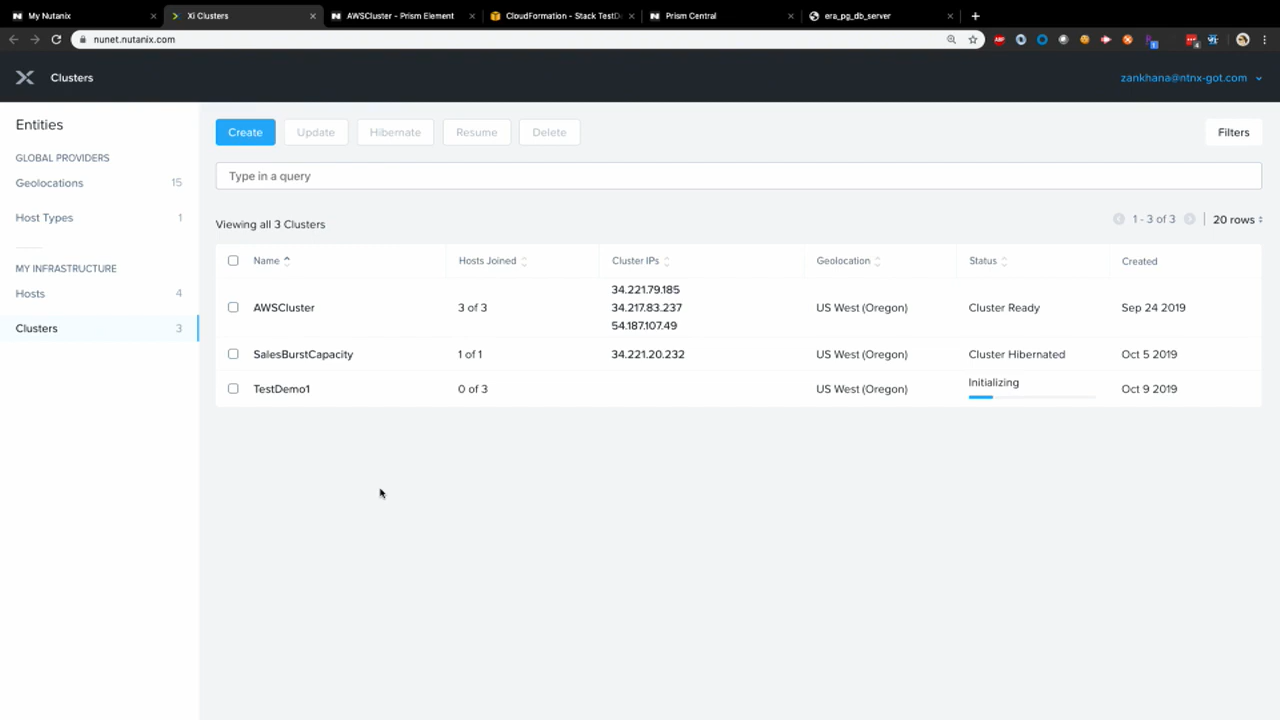 My Nutanix
Xi Clusters
AWSCluster - Prism Element
CloudFormation - Stack TestD
Prism Central
era_pg_db_server
nunet.nutanix.com
Clusters
zankhana@ntnx-got.com
Entities
GLOBAL PROVIDERS
Geolocations 15
Host Types 1
MY INFRASTRUCTURE
Hosts 4
Clusters 3
Create Update Hibernate Resume Delete Filters
Type in a query
Viewing all 3 Clusters
1 - 3 of 3
20 rows
Name Hosts Joined Cluster IPs Geolocation Status Created
AWSCluster 3 of 3 34.221.79.185 US West (Oregon) Cluster Ready Sep 24 2019
34.217.83.237
54.187.107.49
SalesBurstCapacity 1 of 1 34.221.20.232 US West (Oregon) Cluster Hibernated Oct 5 2019
TestDemo1 0 of 3 US West (Oregon) Initializing Oct 9 2019